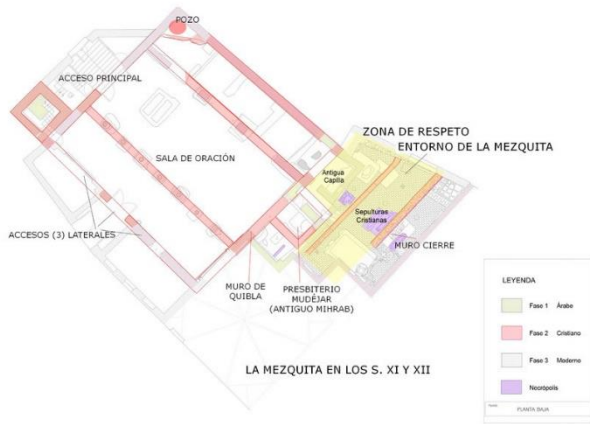 POZO
ACCESO PRINCIPAL
ZONA DE RESPETO
ENTORNO DE LA MEZQUITA
SALA DE ORACIÓN
Antigua
Capilla
Sepulturas
Cristianas
ACCESOS (3) LATERALES
MURO CIERRE
MURO DE
QUIBLA
PRESBITERIO
MUDÉJAR
(ANTIGUO MIHRAB)
LA MEZQUITA EN LOS S. XI Y XII
LEYENDA
Fase 1 Árabe
Fase 2 Cristiano
Fase 3 Moderno
Necrópolis
PLANTA BAJA